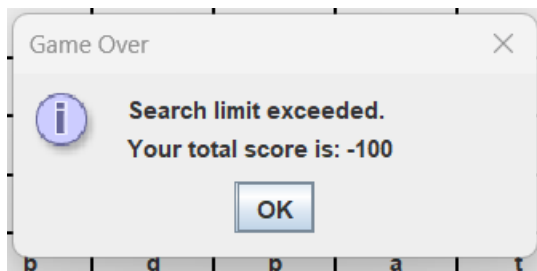 Game Over
Search limit exceeded.
Your total score is: -100
OK
b d p a t